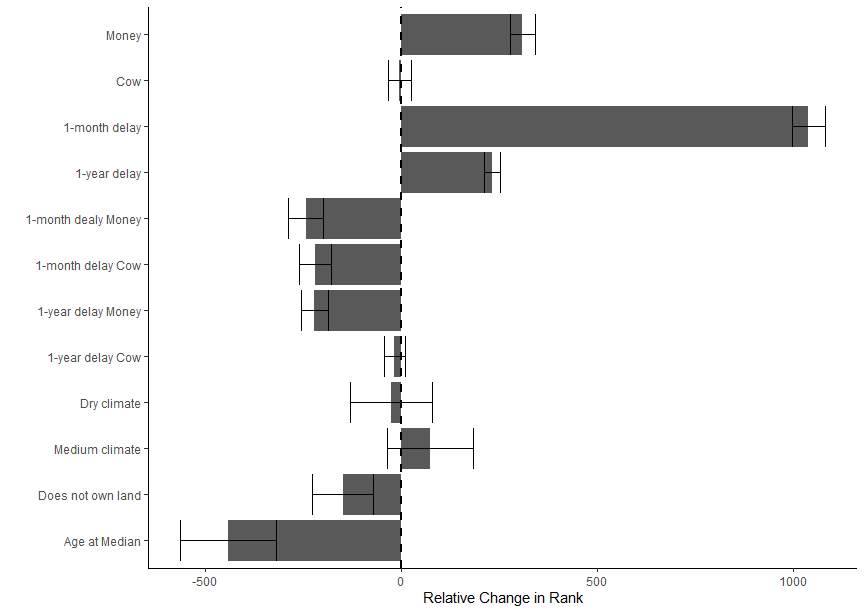 Money
Cow
1-month delay
1-year delay
1-month dealy Money
1-month delay Cow
1-year delay Money
1-year delay Cow
Dry climate
Medium climate
Does not own land
Age at Median
-500 0 500 1000
Relative Change in Rank